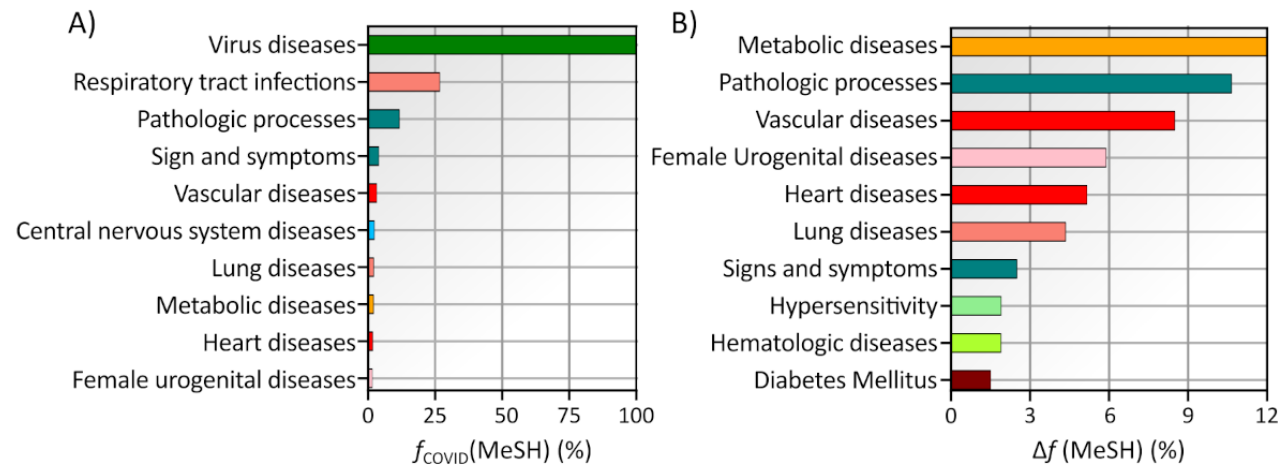 A)
Virus diseases
Respiratory tract infections
Pathologic processes
Sign and symptoms
Vascular diseases
Central nervous system diseases
Lung diseases
Metabolic diseases
Heart diseases
Female urogenital diseases
0 25 50 75 100
fCOVID(MeSH) (%)
B)
Metabolic diseases
Pathologic processes
Vascular diseases
Female Urogenital diseases
Heart diseases
Lung diseases
Signs and symptoms
Hypersensitivity
Hematologic diseases
Diabetes Mellitus
0 3 6 9 12
Δf (MeSH) (%)